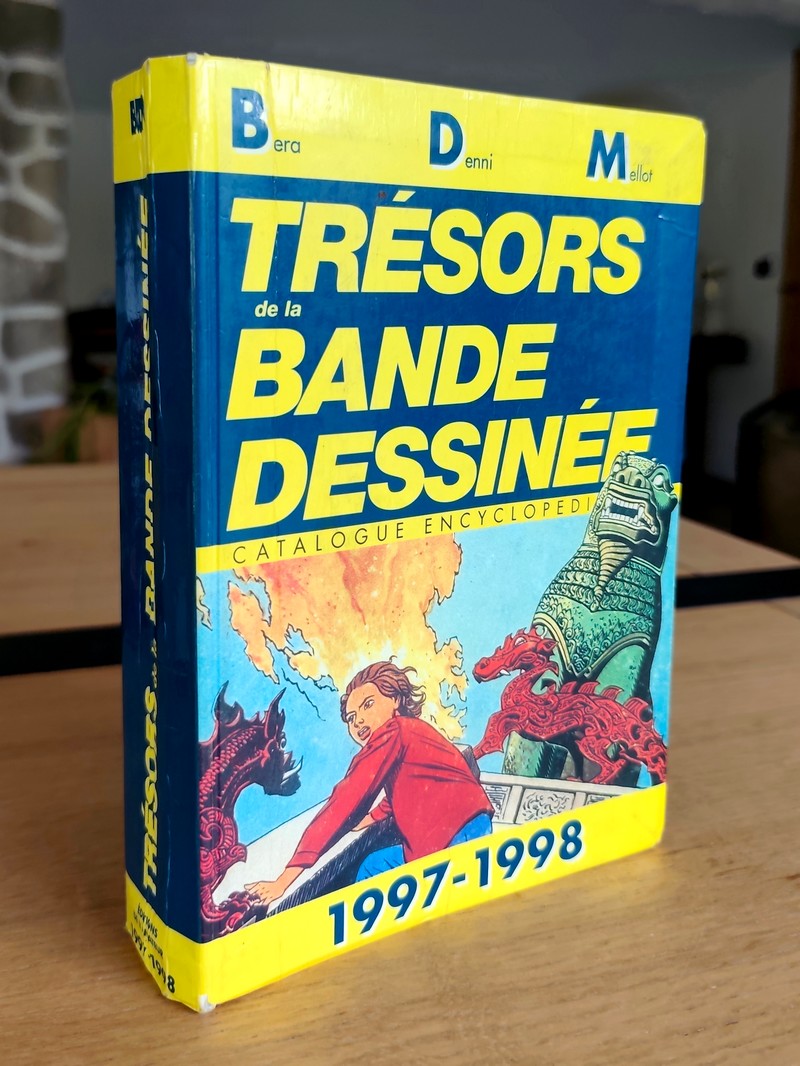 Bera Denni Mellot
TRÉSORS
de la
BANDE
DESSINÉE
CATALOGUE ENCYCLOPEDI
1997-1998
BDM
TRÉSORS de la BANDE DESSINÉE
1997-1998